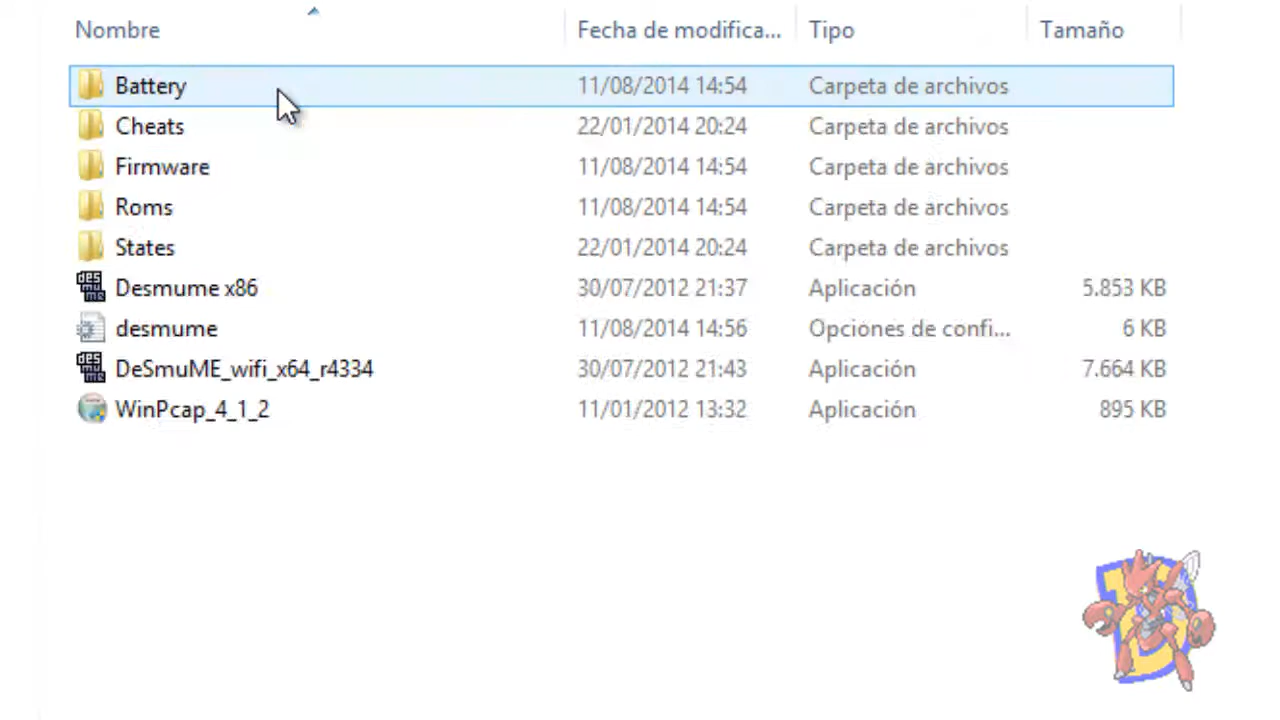 Nombre Fecha de modifica... Tipo Tamaño
Battery 11/08/2014 14:54 Carpeta de archivos
Cheats 22/01/2014 20:24 Carpeta de archivos
Firmware 11/08/2014 14:54 Carpeta de archivos
Roms 11/08/2014 14:54 Carpeta de archivos
States 22/01/2014 20:24 Carpeta de archivos
Desmume x86 30/07/2012 21:37 Aplicación 5.853 KB
desmume 11/08/2014 14:56 Opciones de confi... 6 KB
DeSmuME_wifi_x64_r4334 30/07/2012 21:43 Aplicación 7.664 KB
WinPcap_4_1_2 11/01/2012 13:32 Aplicación 895 KB